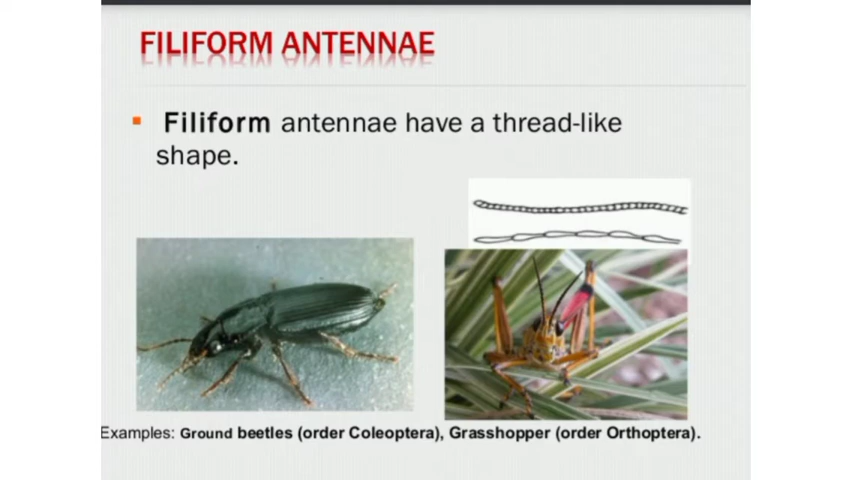 FILIFORM ANTENNAE
▪ Filiform antennae have a thread-like
shape.
Examples: Ground beetles (order Coleoptera), Grasshopper (order Orthoptera).